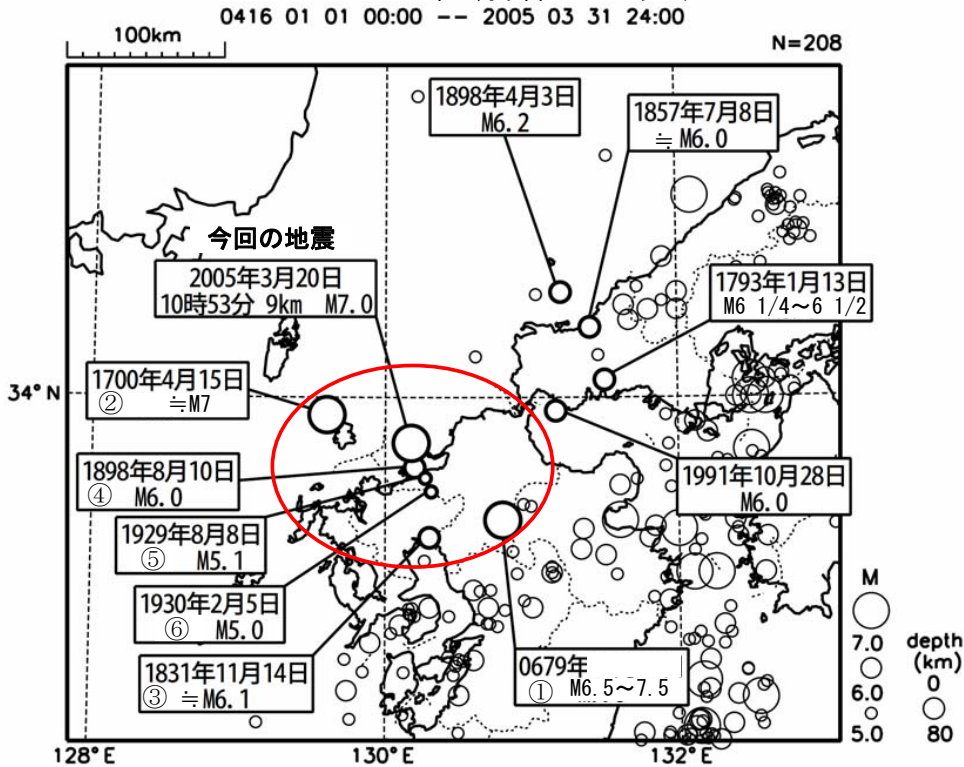 0416 01 01 00:00 -- 2005 03 31 24:00
100km
N=208
1898年4月3日
M6.2
1857年7月8日
≒ M6.0
今回の地震
2005年3月20日
10時53分 9km M7.0
1793年1月13日
M6 1/4～6 1/2
34°N
1700年4月15日
② ≒M7
1898年8月10日
④ M6.0
1991年10月28日
M6.0
1929年8月8日
⑤ M5.1
1930年2月5日
⑥ M5.0
1831年11月14日
③ ≒M6.1
0679年
① M6.5～7.5
M
7.0
6.0
5.0
depth
(km)
0
80
128°E
130°E
132°E